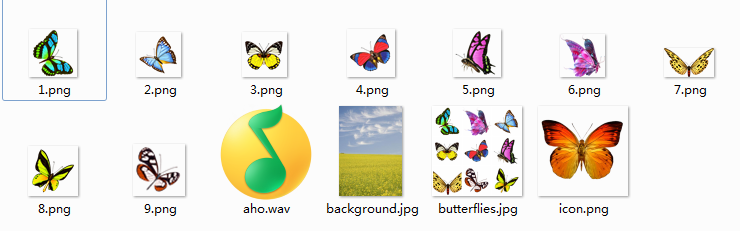 1.png
2.png
3.png
4.png
5.png
6.png
7.png
8.png
9.png
aho.wav
background.jpg
butterflies.jpg
icon.png